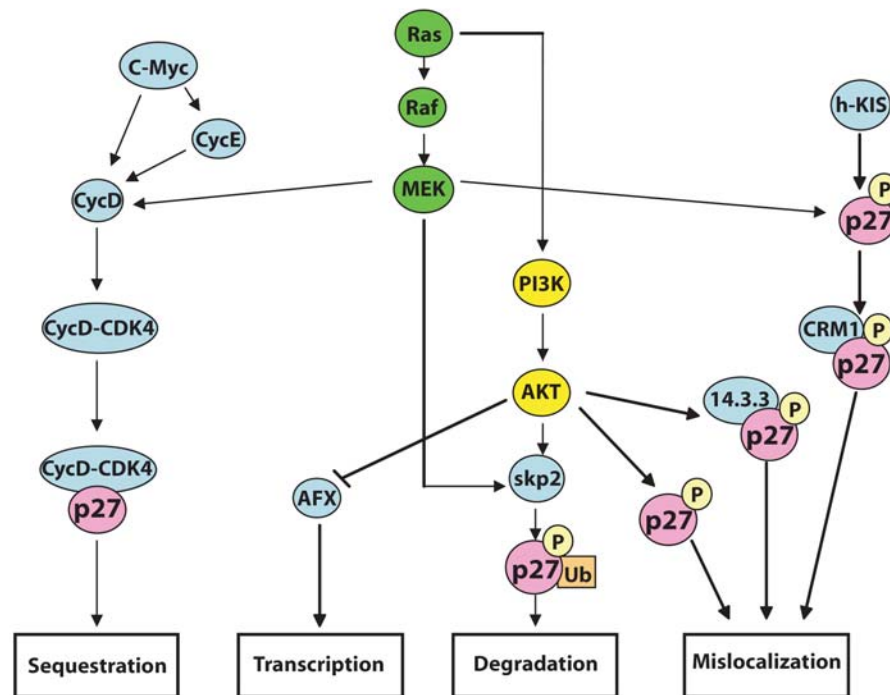 Ras
C-Myc
Raf
h-KIS
CycE
P
MEK
CycD
p27
PI3K
CycD-CDK4
CRM1
P
p27
AKT
14.3.3
P
p27
CycD-CDK4
p27
skp2
AFX
P
p27
P
p27
Ub
Sequestration
Transcription
Degradation
Mislocalization